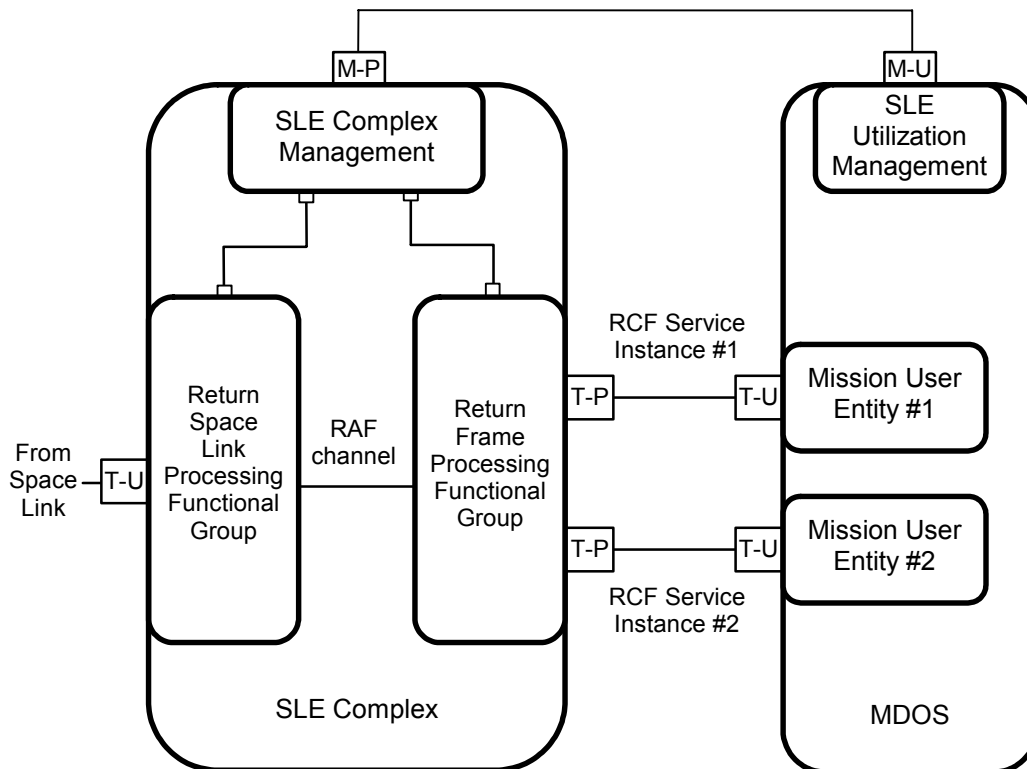 M-P
M-U
SLE Complex
Management
SLE
Utilization
Management
RCF Service
Instance #1
T-P
T-U
Mission User
Entity #1
From
Space
Link
T-U
Return
Space
Link
Processing
Functional
Group
RAF
channel
Return
Frame
Processing
Functional
Group
T-P
T-U
Mission User
Entity #2
RCF Service
Instance #2
SLE Complex
MDOS